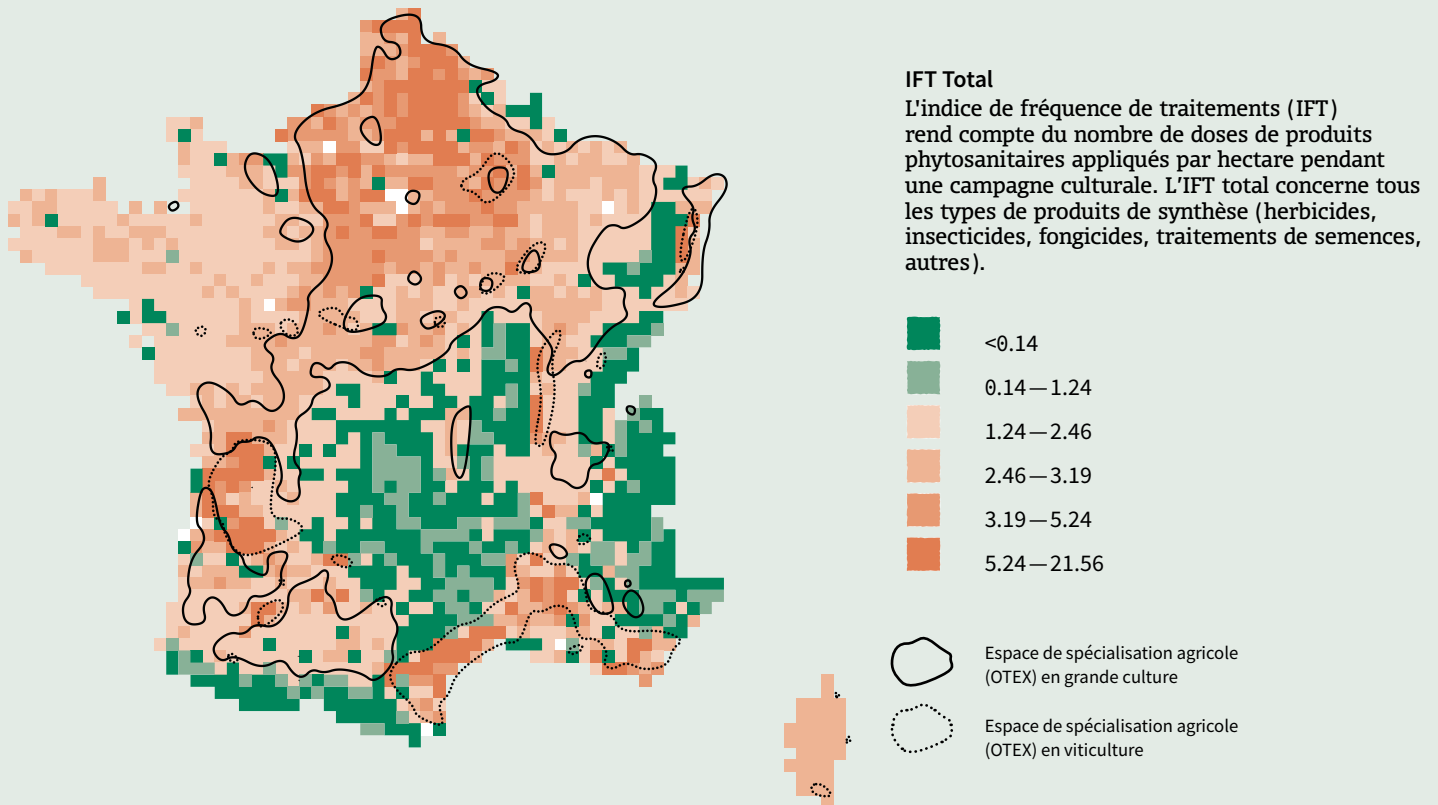 IFT Total
L'indice de fréquence de traitements (IFT)
rend compte du nombre de doses de produits
phytosanitaires appliqués par hectare pendant
une campagne culturale. L’IFT total concerne tous
les types de produits de synthèse (herbicides,
insecticides, fongicides, traitements de semences,
autres).
<0.14
0.14—1.24
1.24—2.46
2.46—3.19
3.19—5.24
5.24—21.56
Espace de spécialisation agricole
(OTEX) en grande culture
Espace de spécialisation agricole
(OTEX) en viticulture